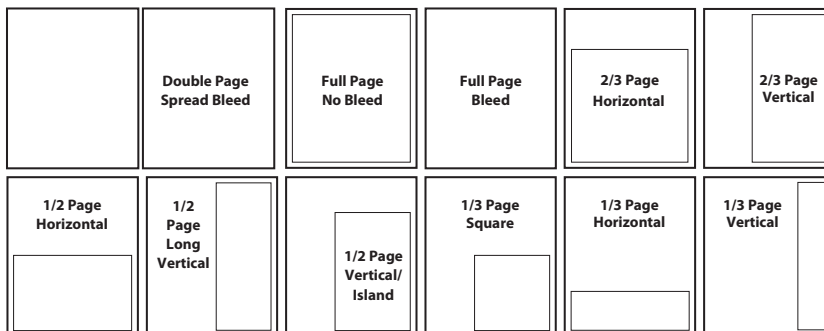 Double Page
Spread Bleed
Full Page
No Bleed
Full Page
Bleed
2/3 Page
Horizontal
2/3 Page
Vertical
1/2 Page
Horizontal
1/2
Page
Long
Vertical
1/2 Page
Vertical/
Island
1/3 Page
Square
1/3 Page
Horizontal
1/3 Page
Vertical